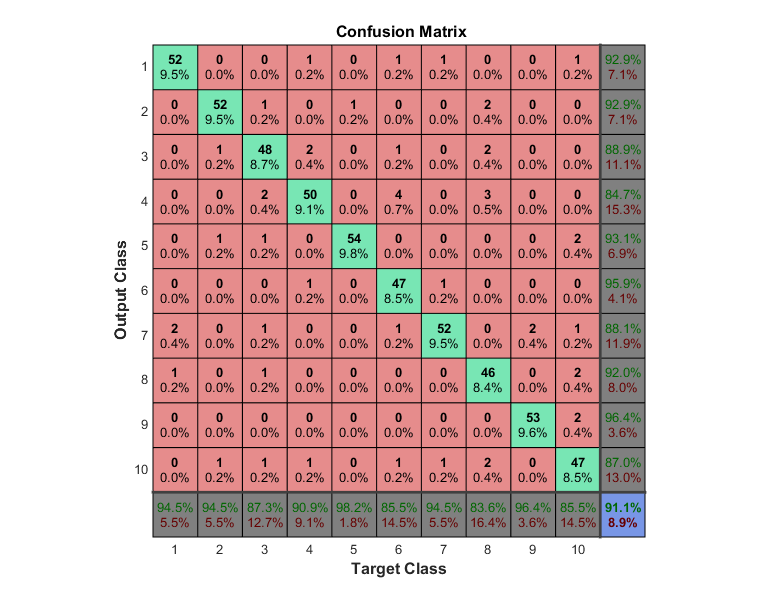 Confusion Matrix
1 52 0 0 1 0 1 1 0 0 1 92.9%
9.5% 0.0% 0.0% 0.2% 0.0% 0.2% 0.2% 0.0% 0.0% 0.2% 7.1%
2 0 52 1 0 1 0 0 2 0 0 92.9%
0.0% 9.5% 0.2% 0.0% 0.2% 0.0% 0.0% 0.4% 0.0% 0.0% 7.1%
3 0 1 48 2 0 1 0 2 0 0 88.9%
0.0% 0.2% 8.7% 0.4% 0.0% 0.2% 0.0% 0.4% 0.0% 0.0% 11.1%
4 0 0 2 50 0 4 0 3 0 0 84.7%
0.0% 0.0% 0.4% 9.1% 0.0% 0.7% 0.0% 0.5% 0.0% 0.0% 15.3%
5 0 1 1 0 54 0 0 0 0 2 93.1%
0.0% 0.2% 0.2% 0.0% 9.8% 0.0% 0.0% 0.0% 0.0% 0.4% 6.9%
6 0 0 0 1 0 47 1 0 0 0 95.9%
0.0% 0.0% 0.0% 0.2% 0.0% 8.5% 0.2% 0.0% 0.0% 0.0% 4.1%
7 2 0 1 0 0 1 52 0 2 1 88.1%
0.4% 0.0% 0.2% 0.0% 0.0% 0.2% 9.5% 0.0% 0.4% 0.2% 11.9%
8 1 0 1 0 0 0 0 46 0 2 92.0%
0.2% 0.0% 0.2% 0.0% 0.0% 0.0% 0.0% 8.4% 0.0% 0.4% 8.0%
9 0 0 0 0 0 0 0 0 53 2 96.4%
0.0% 0.0% 0.0% 0.0% 0.0% 0.0% 0.0% 0.0% 9.6% 0.4% 3.6%
10 0 1 1 1 0 1 1 2 0 47 87.0%
0.0% 0.2% 0.2% 0.2% 0.0% 0.2% 0.2% 0.4% 0.0% 8.5% 13.0%
94.5% 94.5% 87.3% 90.9% 98.2% 85.5% 94.5% 83.6% 96.4% 85.5% 91.1%
5.5% 5.5% 12.7% 9.1% 1.8% 14.5% 5.5% 16.4% 3.6% 14.5% 8.9%
1 2 3 4 5 6 7 8 9 10
Target Class
Output Class